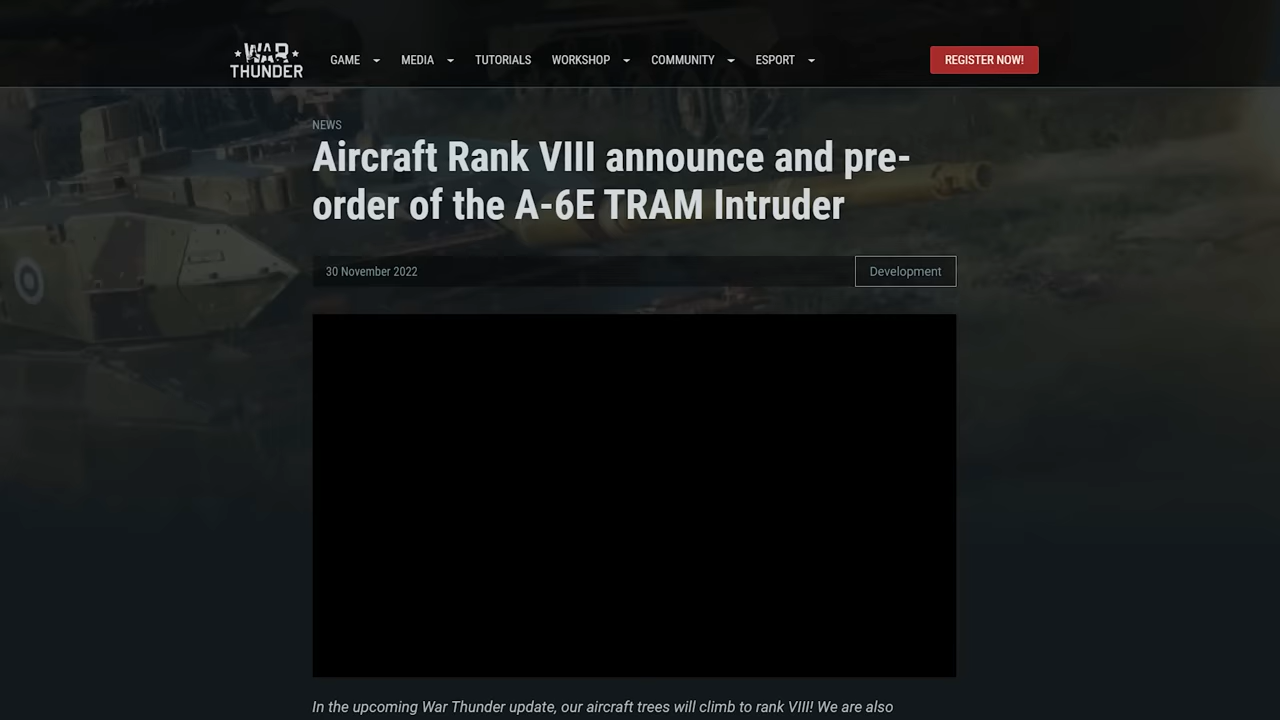 WAR
THUNDER
GAME
MEDIA
TUTORIALS
WORKSHOP
COMMUNITY
ESPORT
REGISTER NOW!
NEWS
Aircraft Rank VIII announce and pre-
order of the A-6E TRAM Intruder
30 November 2022
Development
In the upcoming War Thunder update, our aircraft trees will climb to rank VIII! We are also